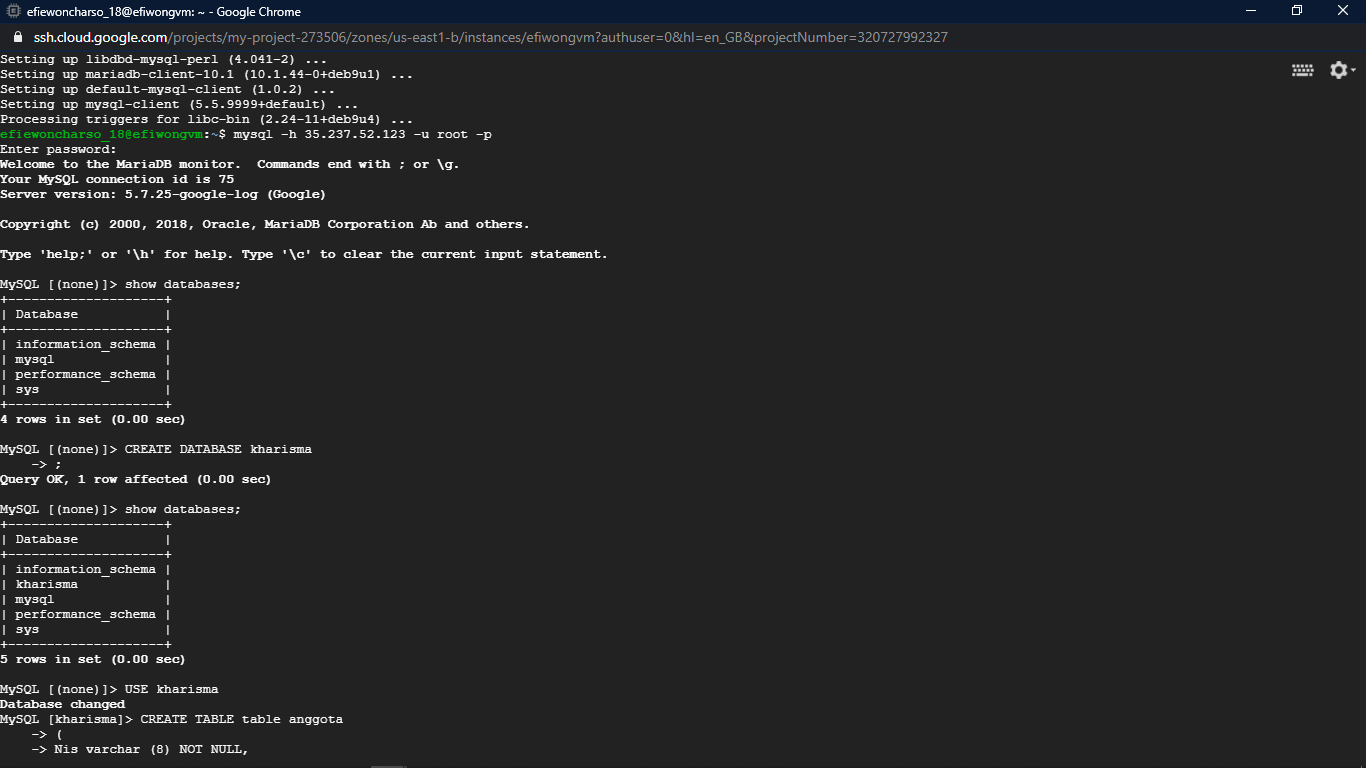 efiewoncharso_18@efiwongvm: ~ - Google Chrome
ssh.cloud.google.com/projects/my-project-273506/zones/us-east1-b/instances/efiwongvm?authuser=0&hl=en_GB&projectNumber=320727992327
Setting up libdbd-mysql-perl (4.041-2) ...
Setting up mariadb-client-10.1 (10.1.44-0+deb9u1) ...
Setting up default-mysql-client (1.0.2) ...
Setting up mysql-client (5.5.9999+default) ...
Processing triggers for libc-bin (2.24-11+deb9u4) ...
efiewoncharso_18@efiwongvm:~$ mysql -h 35.237.52.123 -u root -p
Enter password:
Welcome to the MariaDB monitor.  Commands end with ; or \g.
Your MySQL connection id is 75
Server version: 5.7.25-google-log (Google)
Copyright (c) 2000, 2018, Oracle, MariaDB Corporation Ab and others.
Type 'help;' or '\h' for help. Type '\c' to clear the current input statement.
MySQL [(none)]> show databases;
+--------------------+
| Database           |
+--------------------+
| information_schema |
| mysql              |
| performance_schema |
| sys                |
+--------------------+
4 rows in set (0.00 sec)
MySQL [(none)]> CREATE DATABASE kharisma
    -> ;
Query OK, 1 row affected (0.00 sec)
MySQL [(none)]> show databases;
+--------------------+
| Database           |
+--------------------+
| information_schema |
| kharisma           |
| mysql              |
| performance_schema |
| sys                |
+--------------------+
5 rows in set (0.00 sec)
MySQL [(none)]> USE kharisma
Database changed
MySQL [kharisma]> CREATE TABLE table anggota
    -> (
    -> Nis varchar (8) NOT NULL,